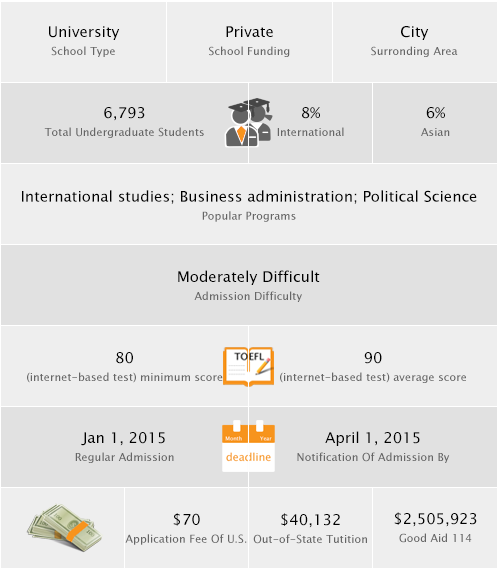 University
School Type
Private
School Funding
City
Surronding Area
6,793
Total Undergraduate Students
8%
International
6%
Asian
International studies; Business administration; Political Science
Popular Programs
Moderately Difficult
Admission Difficulty
80
(internet-based test) minimum score
TOEFL
90
(internet-based test) average score
Jan 1, 2015
Regular Admission
Month
Year
deadline
April 1, 2015
Notification Of Admission By
$70
Application Fee Of U.S.
$40,132
Out-of-State Tutition
$2,505,923
Good Aid 114